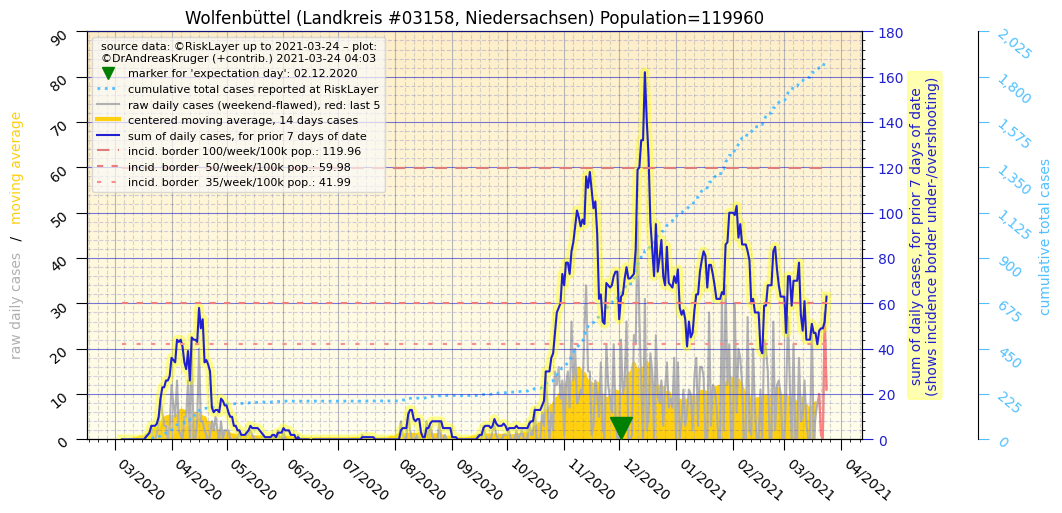 Wolfenbüttel (Landkreis #03158, Niedersachsen) Population=119960
source data: ©RiskLayer up to 2021-03-24 – plot:
©DrAndreasKruger (+contrib.) 2021-03-24 04:03
marker for 'expectation day': 02.12.2020
cumulative total cases reported at RiskLayer
raw daily cases (weekend-flawed), red: last 5
centered moving average, 14 days cases
sum of daily cases, for prior 7 days of date
incid. border 100/week/100k pop.: 119.96
incid. border  50/week/100k pop.: 59.98
incid. border  35/week/100k pop.: 41.99
raw daily cases / moving average
90
80
70
60
50
40
30
20
10
0
03/2020
04/2020
05/2020
06/2020
07/2020
08/2020
09/2020
10/2020
11/2020
12/2020
01/2021
02/2021
03/2021
04/2021
180
160
140
120
100
80
60
40
20
0
sum of daily cases, for prior 7 days of date
(shows incidence border under-/overshooting)
2,025
1,800
1,575
1,350
1,125
900
675
450
225
0
cumulative total cases